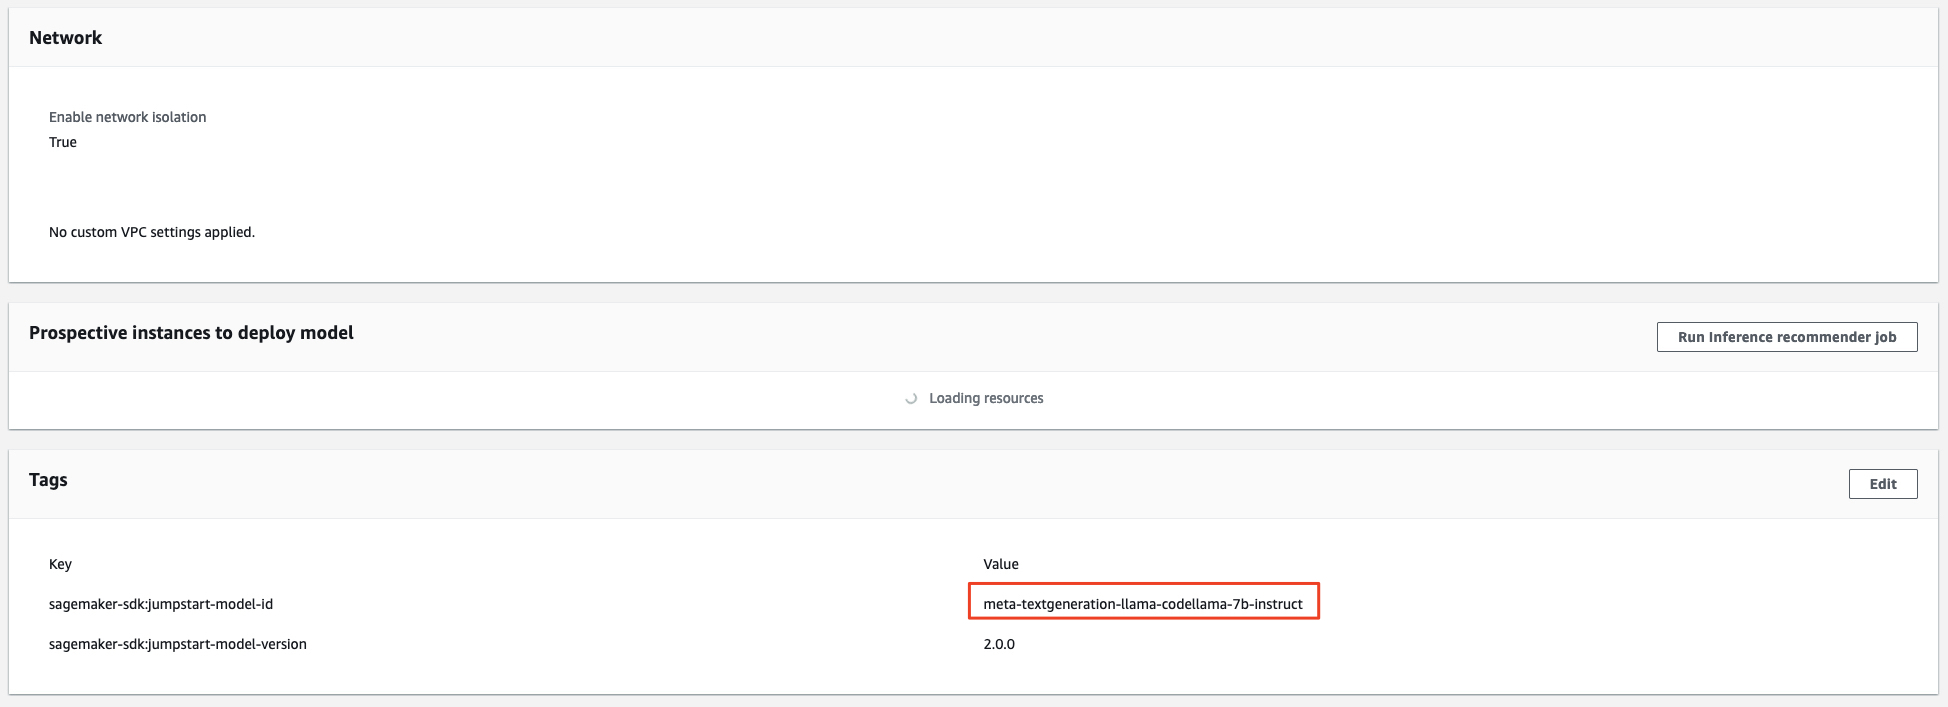 Network
Enable network isolation
True
No custom VPC settings applied.
Prospective instances to deploy model
Run Inference recommender job
Loading resources
Tags
Edit
Key Value
sagemaker-sdk:jumpstart-model-id meta-textgeneration-llama-codellama-7b-instruct
sagemaker-sdk:jumpstart-model-version 2.0.0